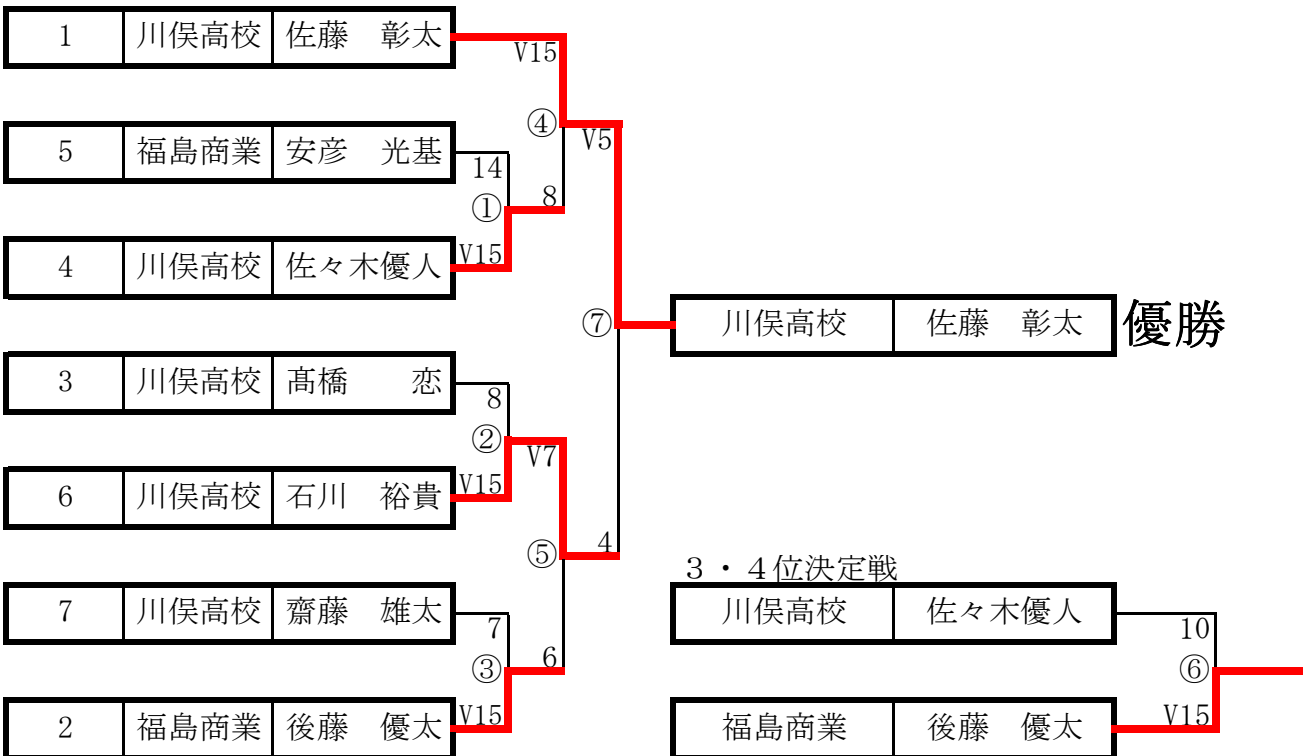 1 川俣高校 佐藤　彰太
V15
④
V5
5 福島商業 安彦　光基
14
①
8
4 川俣高校 佐々木優人
V15
⑦
川俣高校 佐藤　彰太 優勝
3 川俣高校 髙橋　　恋
8
②
V7
6 川俣高校 石川　裕貴
V15
⑤
4
3・4位決定戦
7 川俣高校 齋藤　雄太
7
③
6
2 福島商業 後藤　優太
V15
川俣高校 佐々木優人
10
⑥
福島商業 後藤　優太
V15